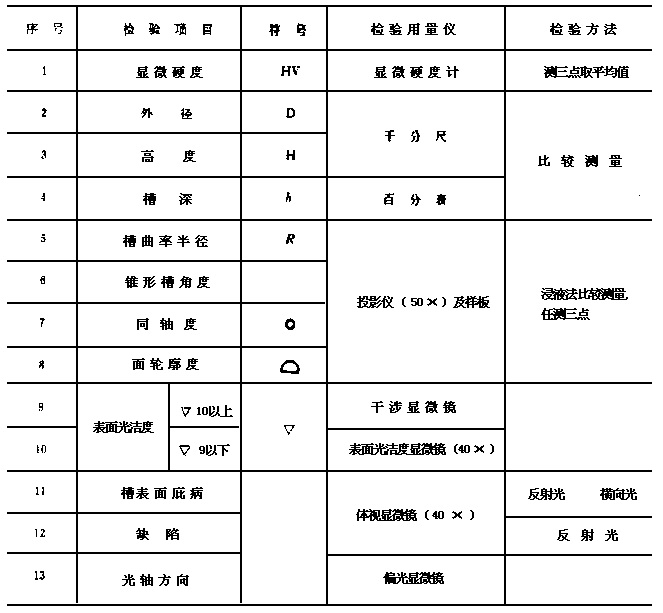 序号 检验项目 符号 检验用量仪 检验方法
1 显微硬度 HV 显微硬度计 测三点取平均值
2 外径 D
千分尺
3 高度 H
比较测量
4 槽深 h 百分表
5 槽曲率半径 R
6 锥形槽角度
投影仪(50×)及样板
浸液法比较测量,
任测三点
7 同轴度 ◎
8 面轮廓度 ⌓
9 ▽10以上 干涉显微镜
表面光洁度 ▽
10 ▽ 9以下 表面光洁度显微镜(40×)
11 槽表面庇病 反射光 横向光
体视显微镜(40 ×)
12 缺陷 反射光
13 光轴方向 偏光显微镜